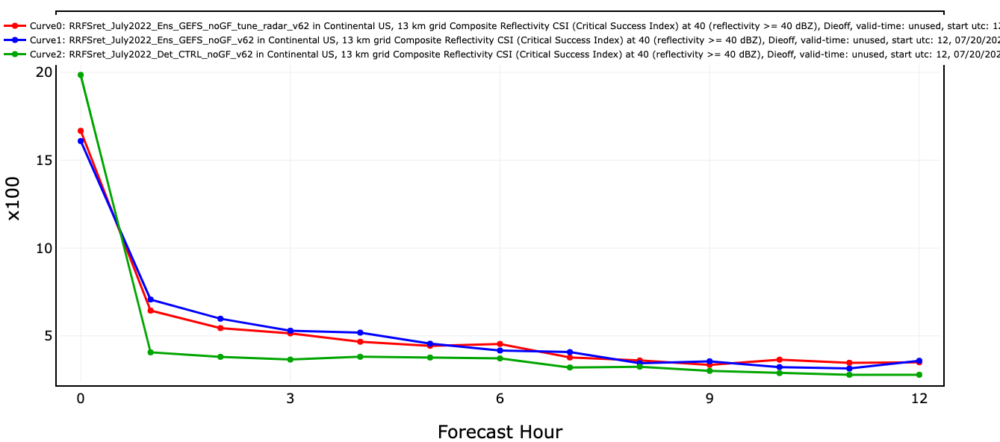 Curve0: RRFSret_July2022_Ens_GEFS_noGF_tune_radar_v62 in Continental US, 13 km grid Composite Reflectivity CSI (Critical Success Index) at 40 (reflectivity >= 40 dBZ), Dieoff, valid-time: unused, start utc: 12
Curve1: RRFSret_July2022_Ens_GEFS_noGF_v62 in Continental US, 13 km grid Composite Reflectivity CSI (Critical Success Index) at 40 (reflectivity >= 40 dBZ), Dieoff, valid-time: unused, start utc: 12, 07/20/202
Curve2: RRFSret_July2022_Det_CTRL_noGF_v62 in Continental US, 13 km grid Composite Reflectivity CSI (Critical Success Index) at 40 (reflectivity >= 40 dBZ), Dieoff, valid-time: unused, start utc: 12, 07/20/202
20
15
10
5
x100
0 3 6 9 12
Forecast Hour